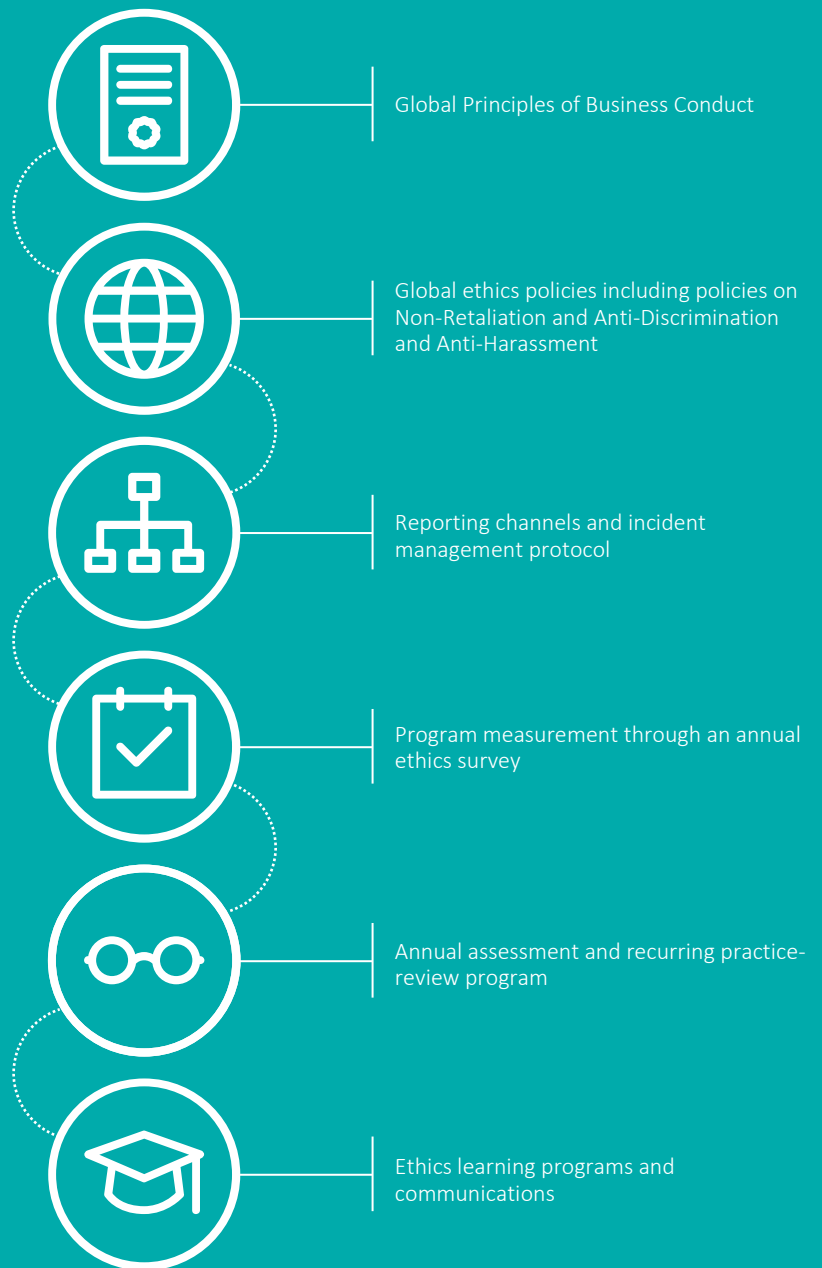 Global Principles of Business Conduct
Global ethics policies including policies on
Non-Retaliation and Anti-Discrimination
and Anti-Harassment
Reporting channels and incident
management protocol
Program measurement through an annual
ethics survey
Annual assessment and recurring practice-
review program
Ethics learning programs and
communications